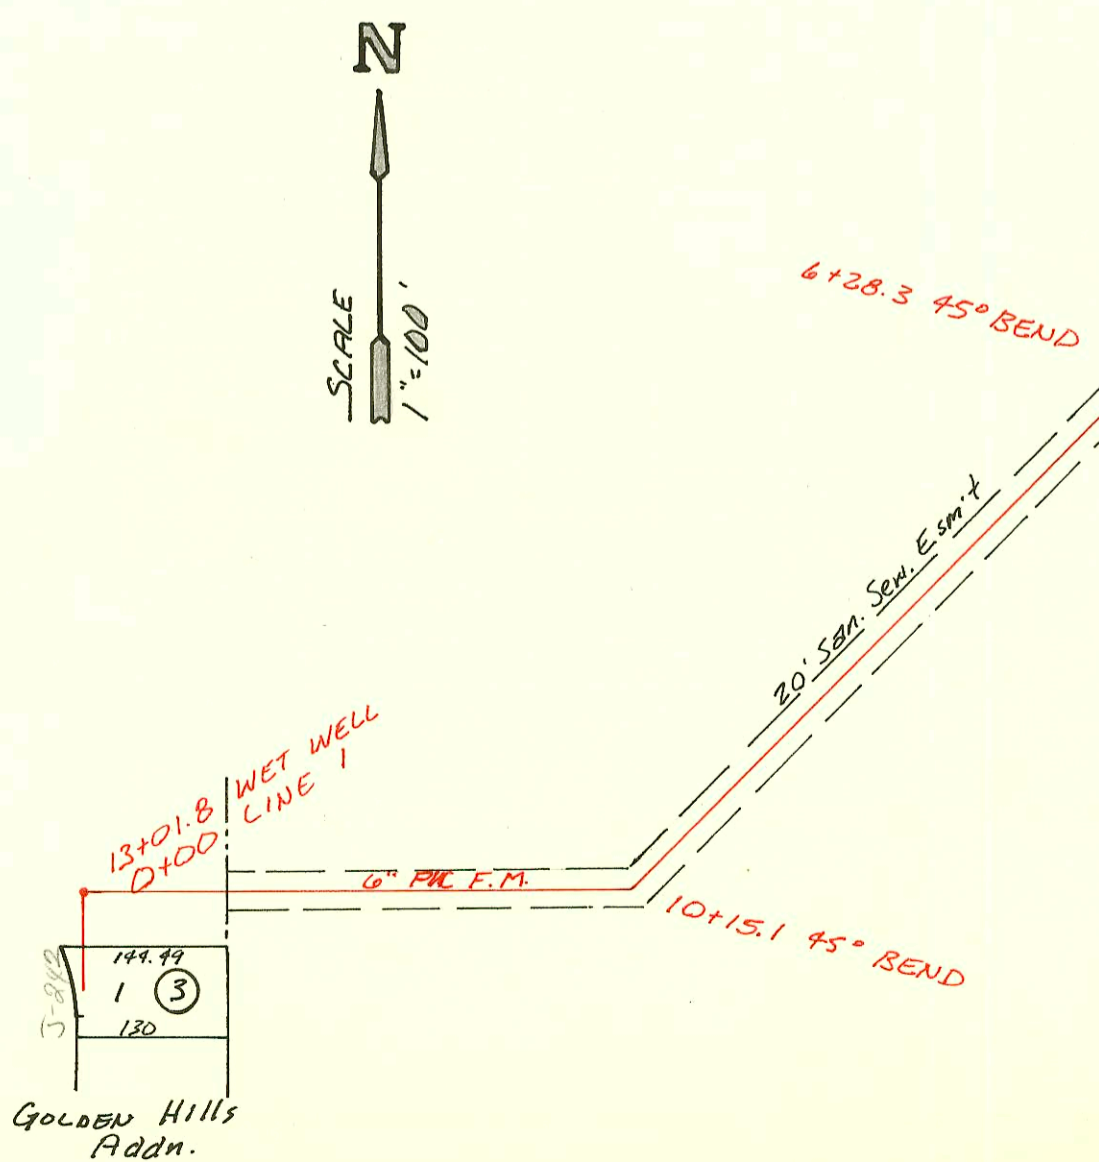 N
SCALE
1"=100'
6+28.3 45° BEND
20' San. Sew. Esm't
13+01.8 WET WELL
0+00 LINE 1
6" PVC F.M.
10+15.1 45° BEND
J-242
144.49
1 3
130
GOLDEN Hills
Addn.